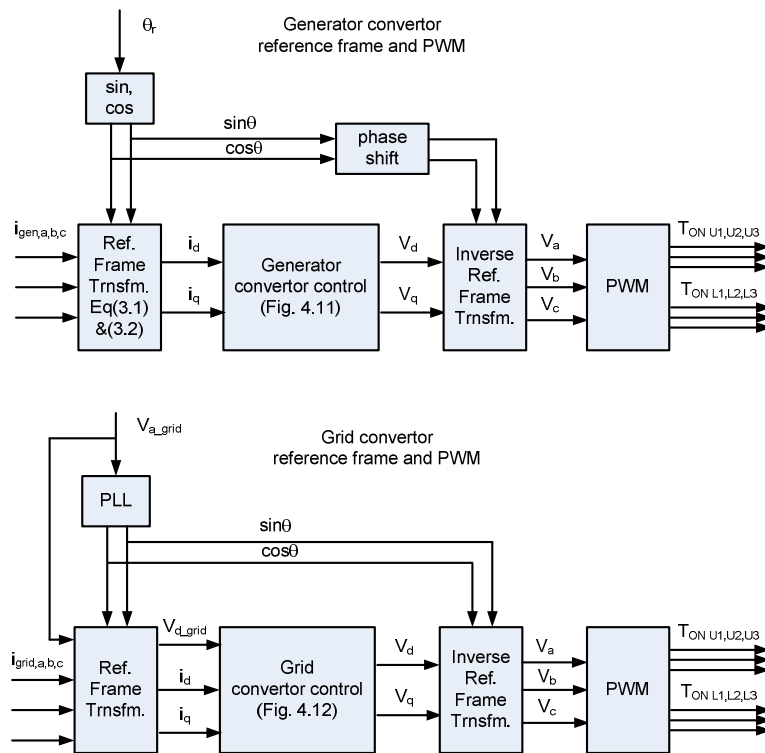 θr
Generator convertor
reference frame and PWM
sin,
cos
sinθ
cosθ
phase
shift
igen,a,b,c
Ref.
Frame
Trnsfm.
Eq(3.1)
&(3.2)
id
iq
Generator
convertor control
(Fig. 4.11)
Vd
Vq
Inverse
Ref.
Frame
Trnsfm.
Va
Vb
Vc
PWM
TON U1,U2,U3
TON L1,L2,L3
Va_grid
Grid convertor
reference frame and PWM
PLL
sinθ
cosθ
igrid,a,b,c
Ref.
Frame
Trnsfm.
Vd_grid
id
iq
Grid
convertor control
(Fig. 4.12)
Vd
Vq
Inverse
Ref.
Frame
Trnsfm.
Va
Vb
Vc
PWM
TON U1,U2,U3
TON L1,L2,L3